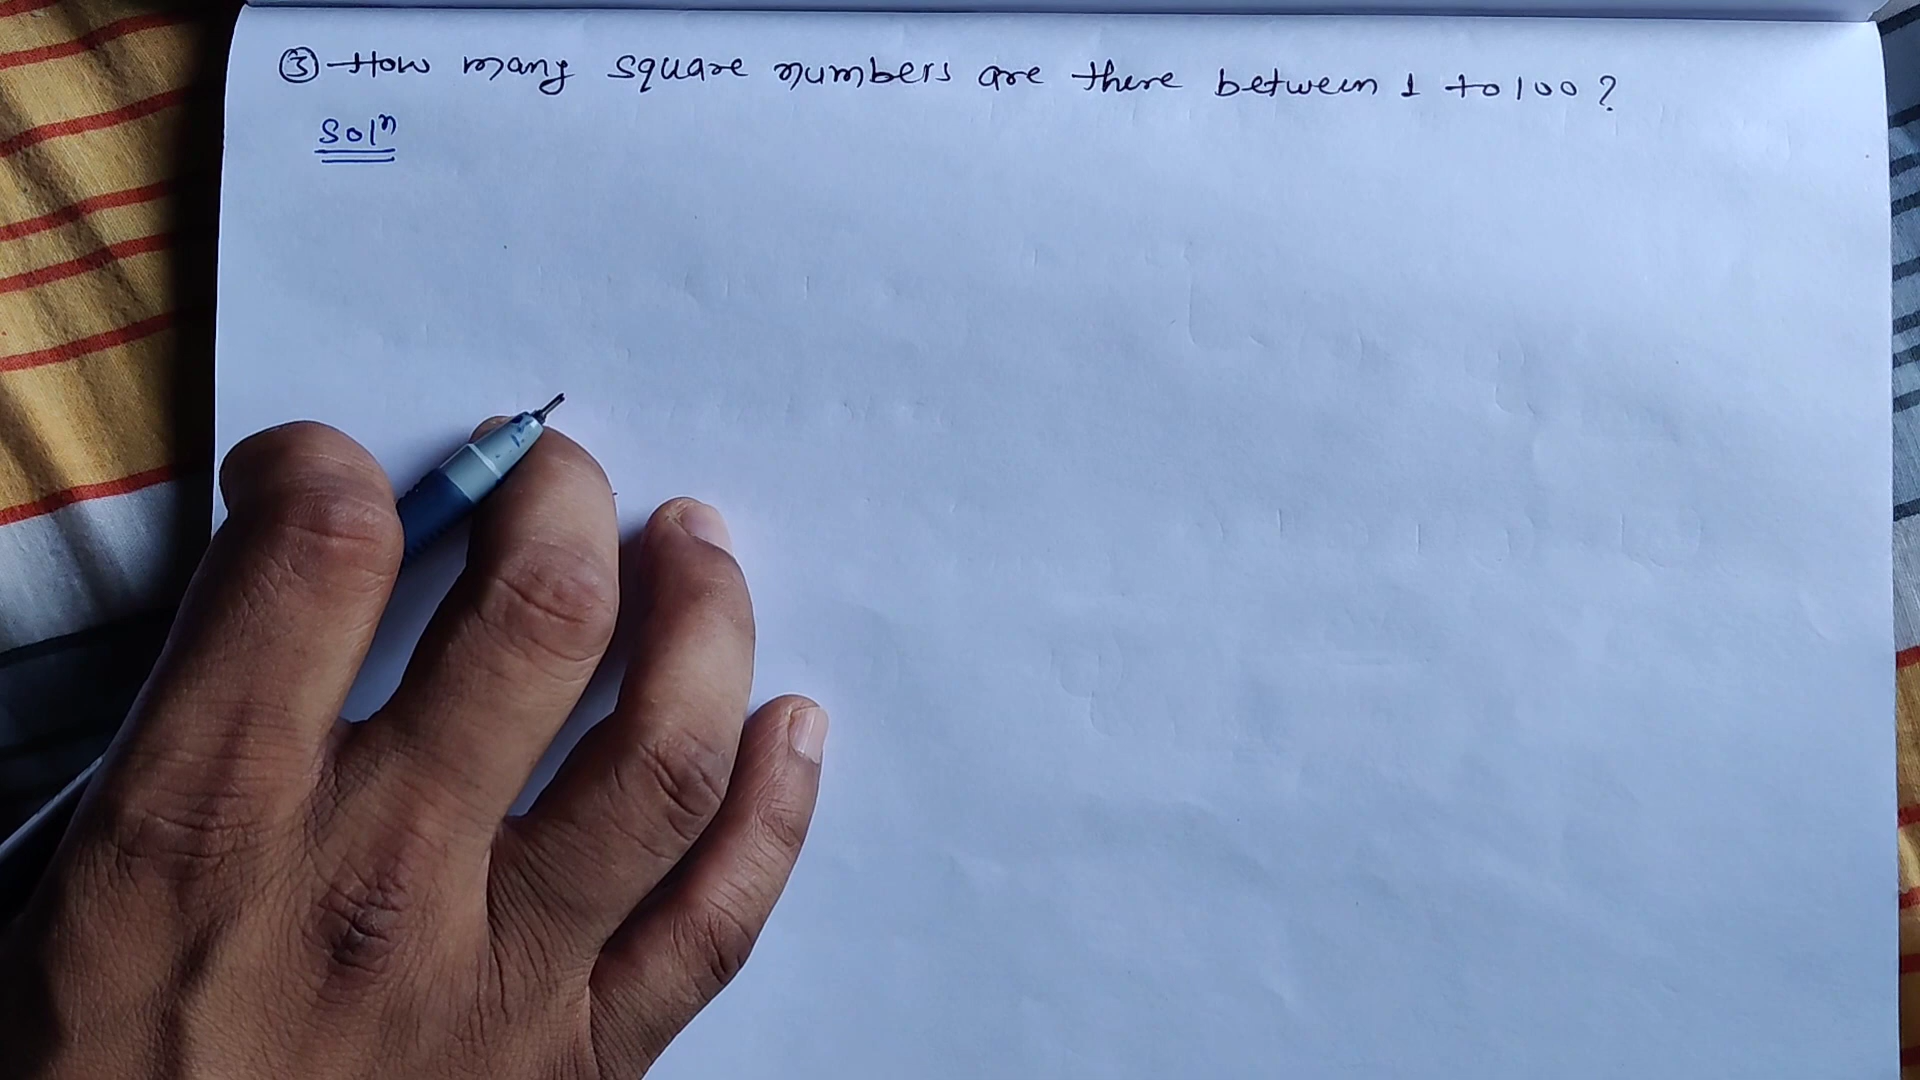 ③ How many square numbers are there between 1 to 100?
Solⁿ